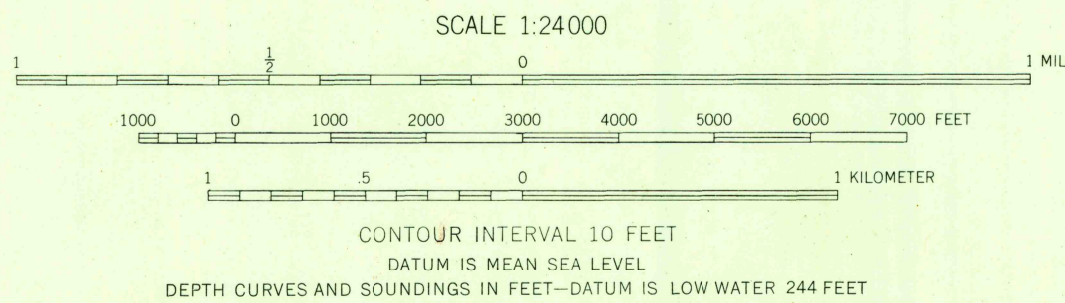 SCALE 1:24000
1 1/2 0 1 MIL
1000 0 1000 2000 3000 4000 5000 6000 7000 FEET
1 .5 0 1 KILOMETER
CONTOUR INTERVAL 10 FEET
DATUM IS MEAN SEA LEVEL
DEPTH CURVES AND SOUNDINGS IN FEET—DATUM IS LOW WATER 244 FEET